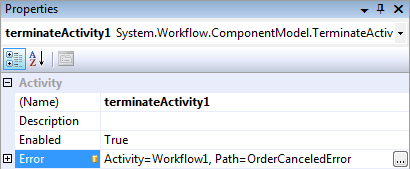 Properties
terminateActivity1 System.Workflow.ComponentModel.TerminateActiv
Activity
(Name) terminateActivity1
Description
Enabled True
Error Activity=Workflow1, Path=OrderCanceledError ...